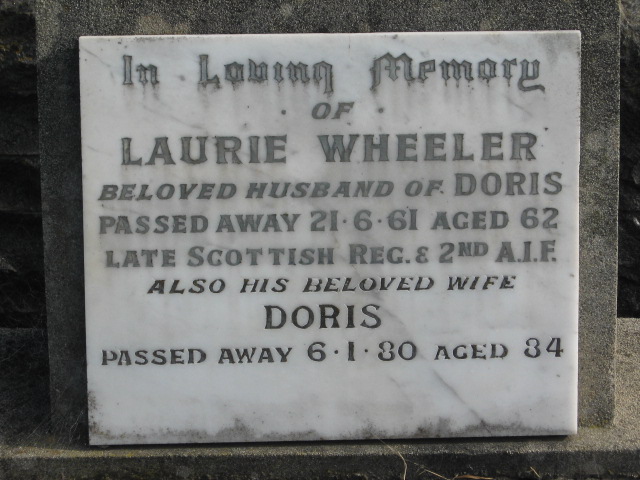 In Loving Memory
· OF ·
LAURIE WHEELER
BELOVED HUSBAND OF DORIS
PASSED AWAY 21·6·61 AGED 62
LATE SCOTTISH REG. & 2ND A.I.F.
ALSO HIS BELOVED WIFE
DORIS
PASSED AWAY 6·1·80 AGED 84